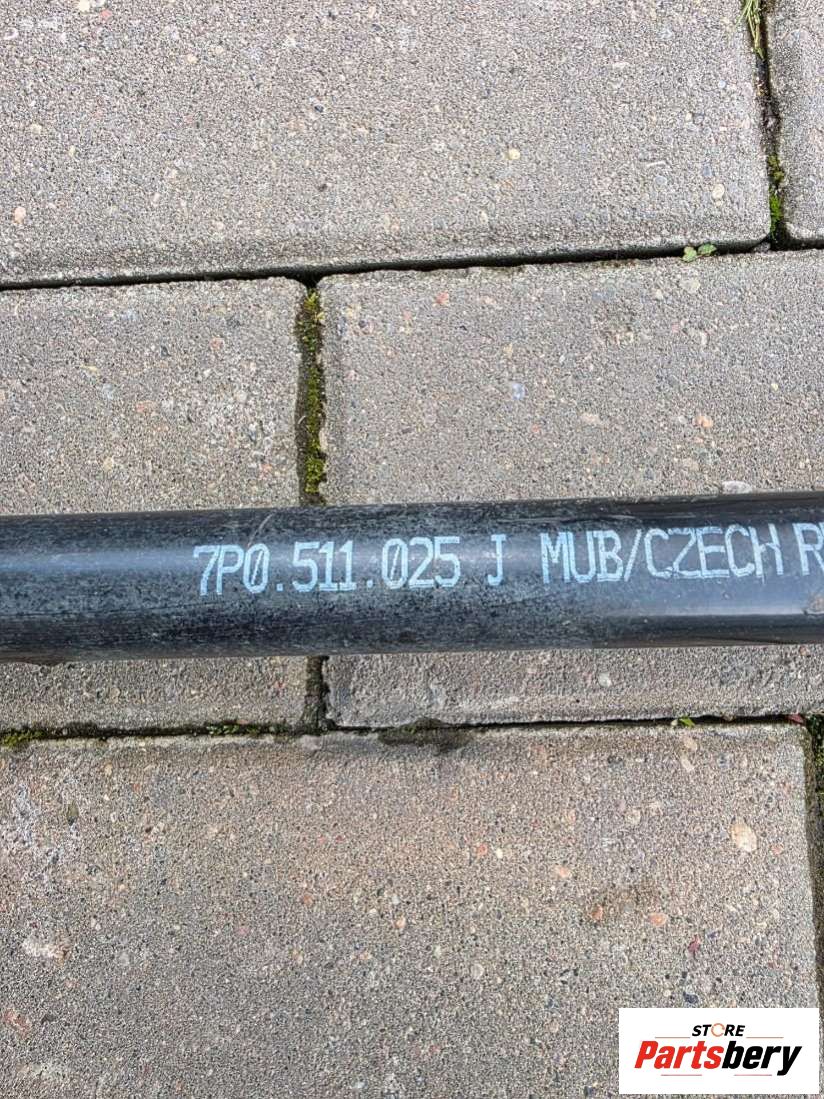 7P0.511.025 J MUB/CZECH R
STORE
Partsbery